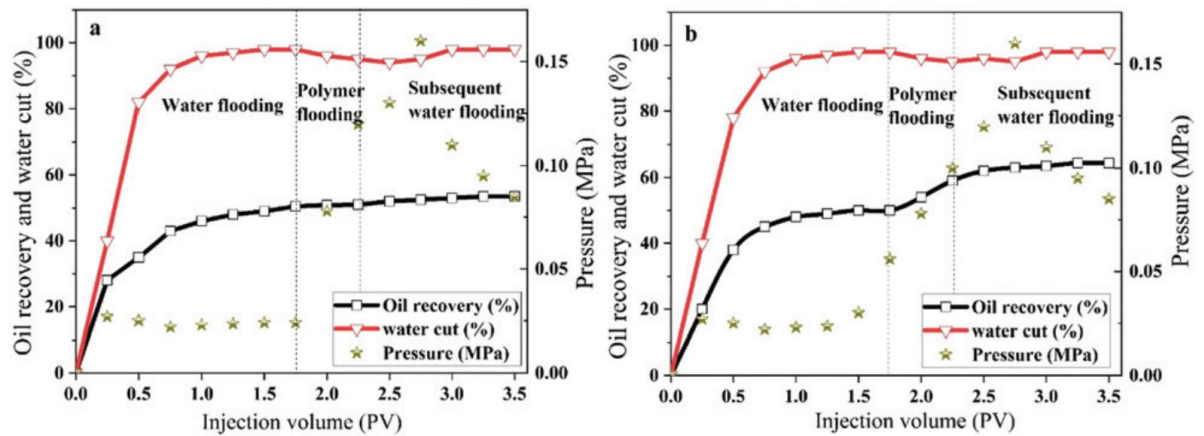 a
Oil recovery and water cut (%)
100
80
60
40
20
0
Water flooding
Polymer
flooding
Subsequent
water flooding
Oil recovery (%)
water cut (%)
Pressure (MPa)
0.15
0.10
0.05
0.00
Pressure (MPa)
0.0 0.5 1.0 1.5 2.0 2.5 3.0 3.5
Injection volume (PV)
b
Oil recovery and water cut (%)
100
80
60
40
20
0
Water flooding
Polymer
flooding
Subsequent
water flooding
Oil recovery (%)
water cut (%)
Pressure (MPa)
0.15
0.10
0.05
0.00
Pressure (MPa)
0.0 0.5 1.0 1.5 2.0 2.5 3.0 3.5
Injection volume (PV)